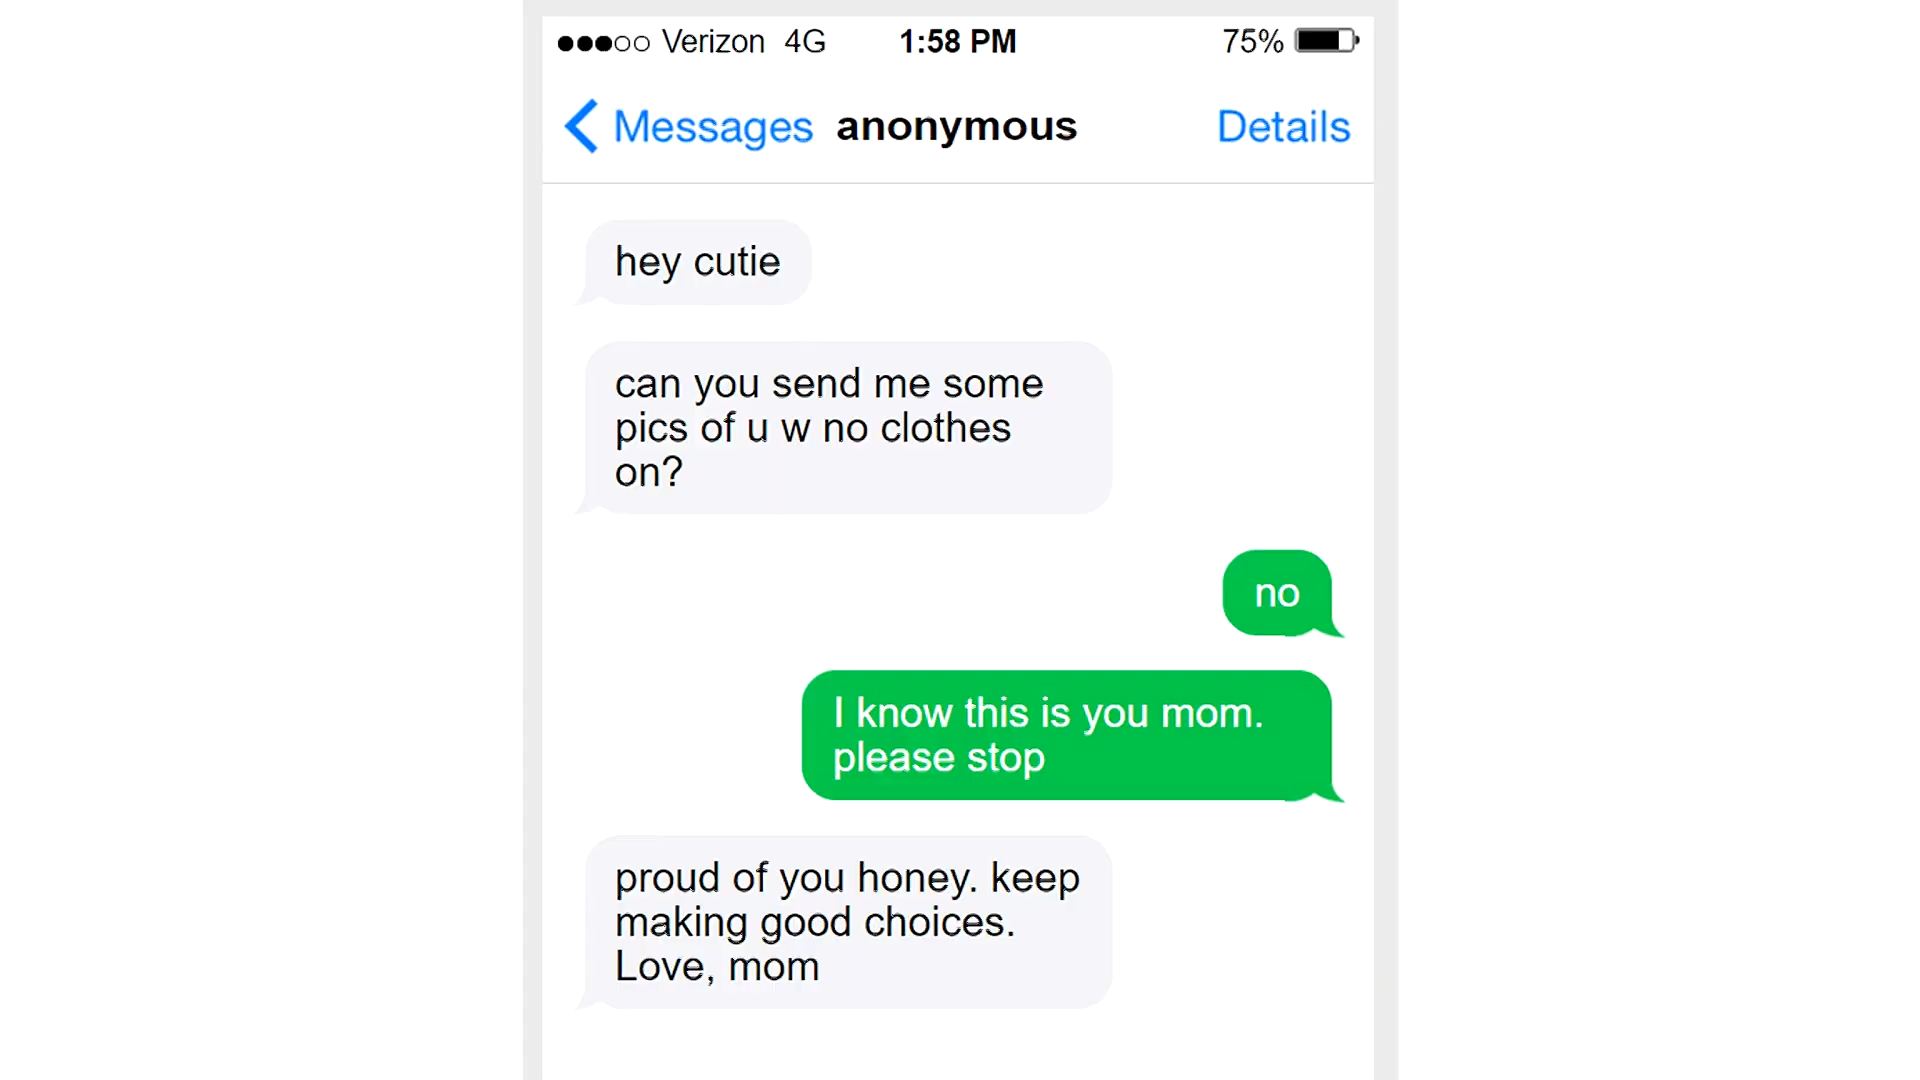 Verizon 4G 1:58 PM 75%
Messages anonymous Details
hey cutie
can you send me some
pics of u w no clothes
on?
no
I know this is you mom.
please stop
proud of you honey. keep
making good choices.
Love, mom